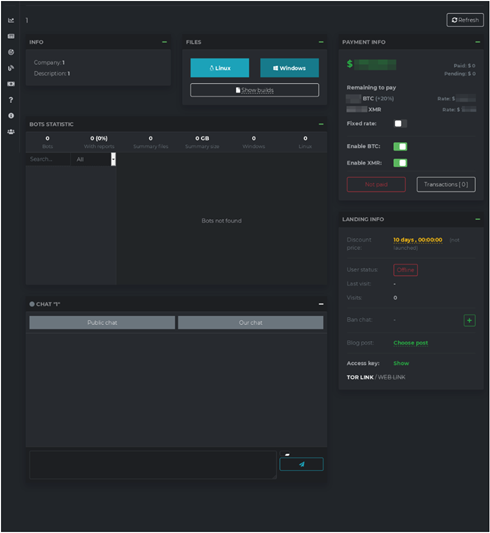 1
Refresh
INFO
Company: 1
Description: 1
FILES
Linux
Windows
Show builds
PAYMENT INFO
$
Paid: $ 0
Pending: $ 0
Remaining to pay
BTC (+20%)
Rate: $
XMR
Rate: $
Fixed rate:
Enable BTC:
Enable XMR:
Not paid
Transactions [ 0 ]
BOTS STATISTIC
0 0 (0%) 0 0 GB 0 0
Bots With reports Summary files Summary size Windows Linux
Search... All
Bots not found
LANDING INFO
Discount price: 10 days , 00:00:00 (not launched)
User status: Offline
Last visit: -
Visits: 0
Ban chat: - +
Blog post: Choose post
Access key: Show
TOR LINK / WEB LINK
CHAT "1"
Public chat
Our chat